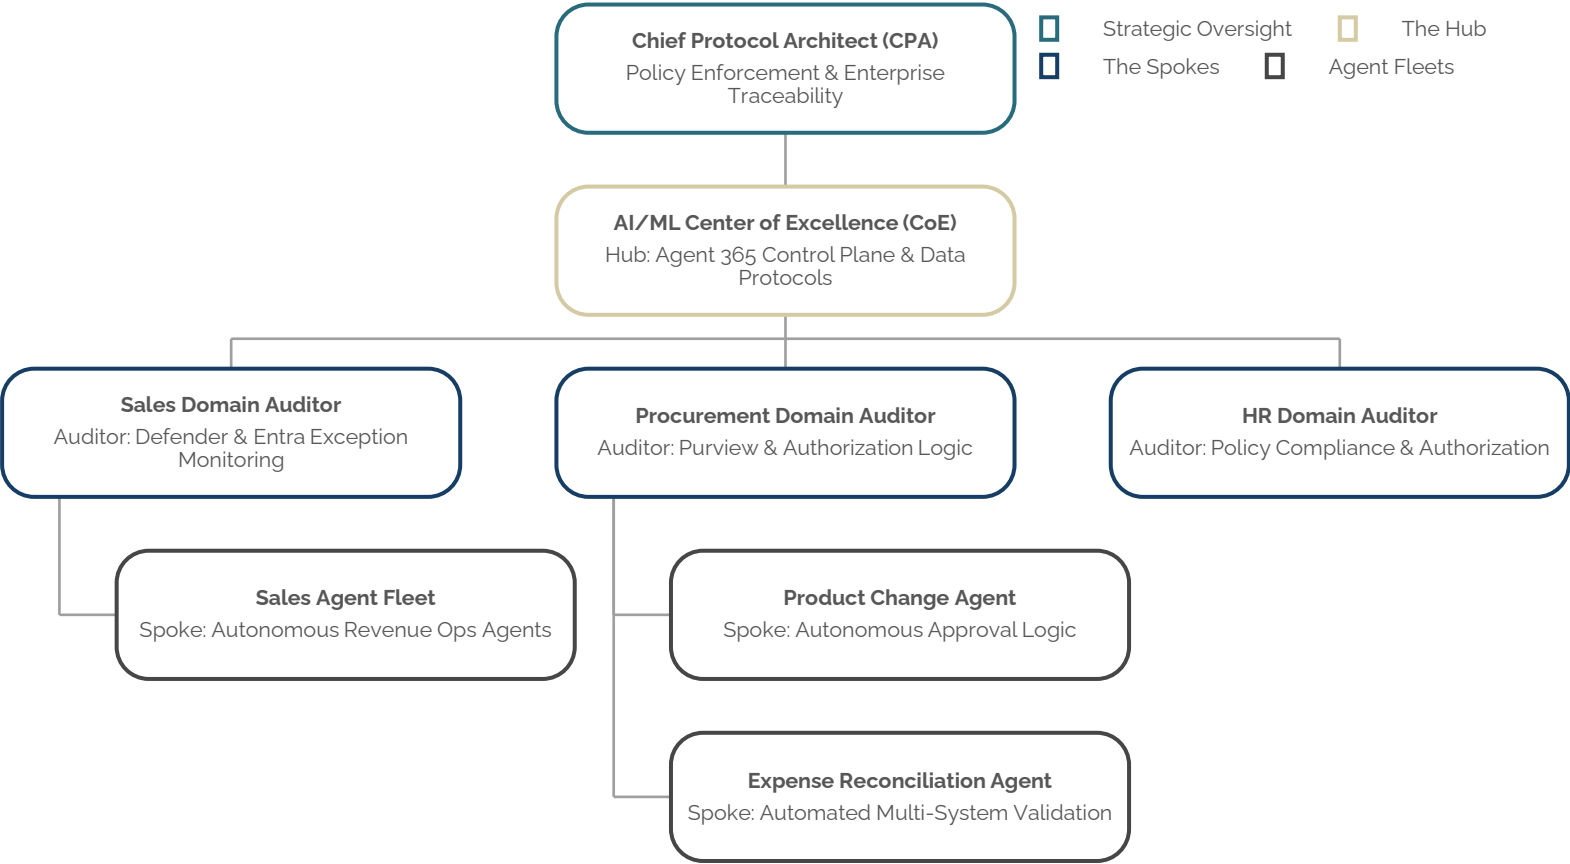 Chief Protocol Architect (CPA)
Policy Enforcement & Enterprise
Traceability
Strategic Oversight
The Hub
The Spokes
Agent Fleets
AI/ML Center of Excellence (CoE)
Hub: Agent 365 Control Plane & Data
Protocols
Sales Domain Auditor
Auditor: Defender & Entra Exception
Monitoring
Procurement Domain Auditor
Auditor: Purview & Authorization Logic
HR Domain Auditor
Auditor: Policy Compliance & Authorization
Sales Agent Fleet
Spoke: Autonomous Revenue Ops Agents
Product Change Agent
Spoke: Autonomous Approval Logic
Expense Reconciliation Agent
Spoke: Automated Multi-System Validation